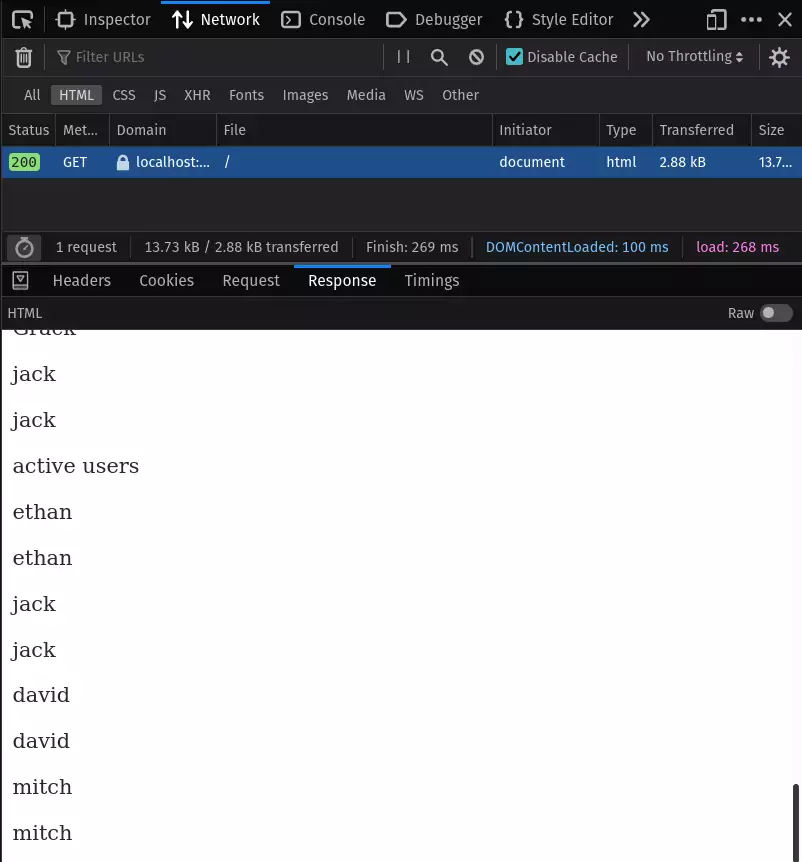 Inspector Network Console Debugger Style Editor
Filter URLs Disable Cache No Throttling
All HTML CSS JS XHR Fonts Images Media WS Other
Status Met... Domain File Initiator Type Transferred Size
200 GET localhost:... / document html 2.88 kB 13.7...
1 request 13.73 kB / 2.88 kB transferred Finish: 269 ms DOMContentLoaded: 100 ms load: 268 ms
Headers Cookies Request Response Timings
HTML Raw
jack
jack
active users
ethan
ethan
jack
jack
david
david
mitch
mitch